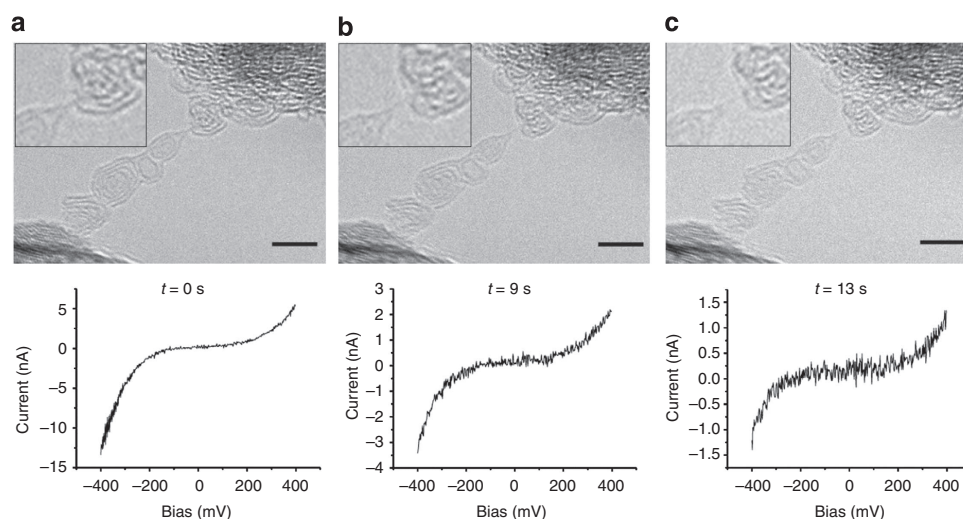 a
b
c
t = 0 s
5
0
–5
–10
–15
Current (nA)
–400 –200 0 200 400
Bias (mV)
t = 9 s
3
2
1
0
–1
–2
–3
–4
Current (nA)
–400 –200 0 200 400
Bias (mV)
t = 13 s
1.5
1.0
0.5
0.0
–0.5
–1.0
–1.5
Current (nA)
–400 –200 0 200 400
Bias (mV)